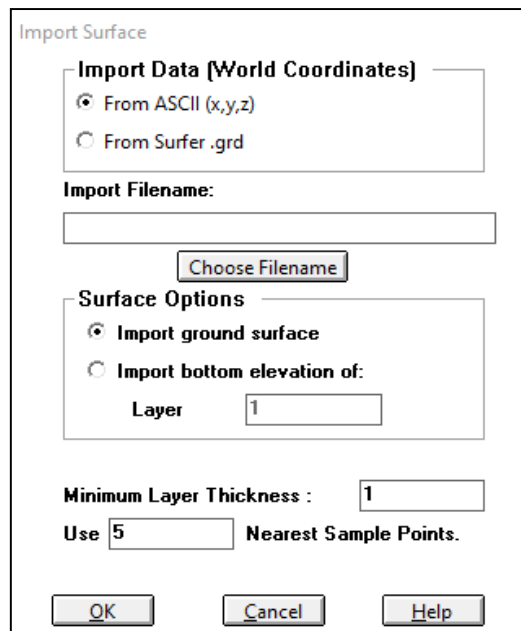 Import Surface
Import Data (World Coordinates)
From ASCII (x,y,z)
From Surfer .grd
Import Filename:
Choose Filename
Surface Options
Import ground surface
Import bottom elevation of:
Layer 1
Minimum Layer Thickness : 1
Use 5 Nearest Sample Points.
OK Cancel Help